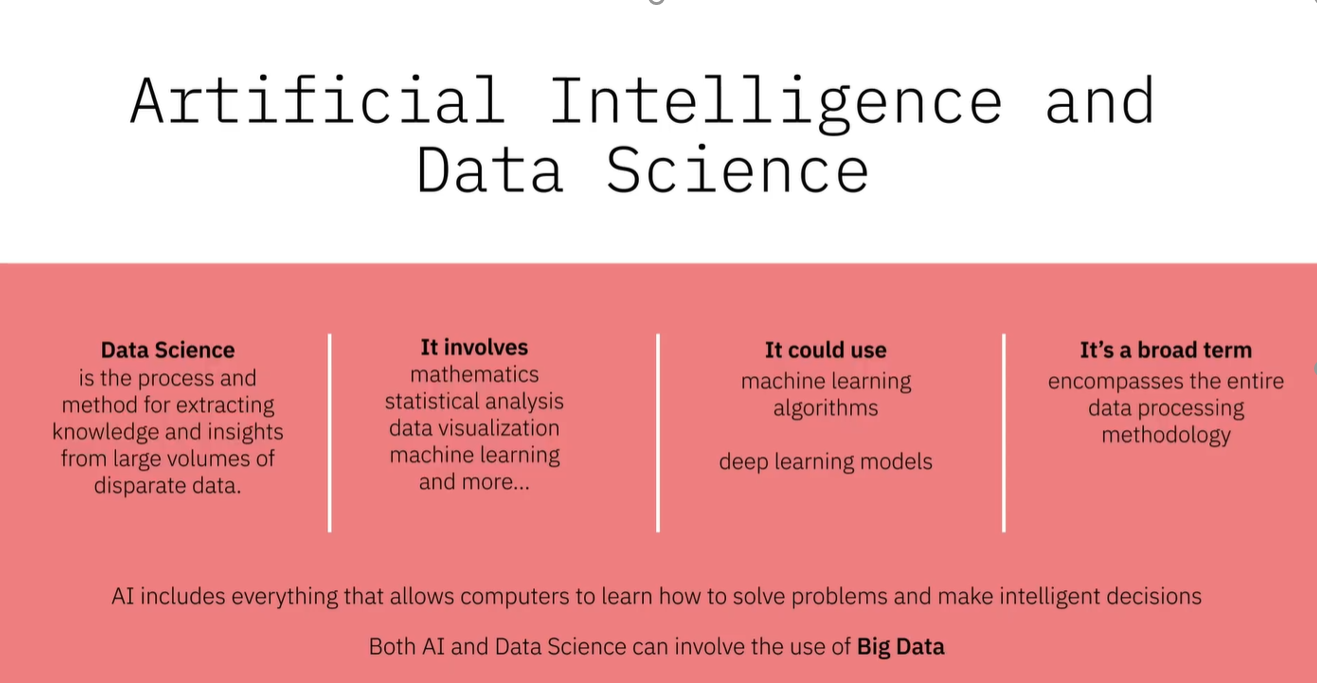 Artificial Intelligence and
Data Science
Data Science
is the process and
method for extracting
knowledge and insights
from large volumes of
disparate data.
It involves
mathematics
statistical analysis
data visualization
machine learning
and more...
It could use
machine learning
algorithms
deep learning models
It’s a broad term
encompasses the entire
data processing
methodology
AI includes everything that allows computers to learn how to solve problems and make intelligent decisions
Both AI and Data Science can involve the use of Big Data